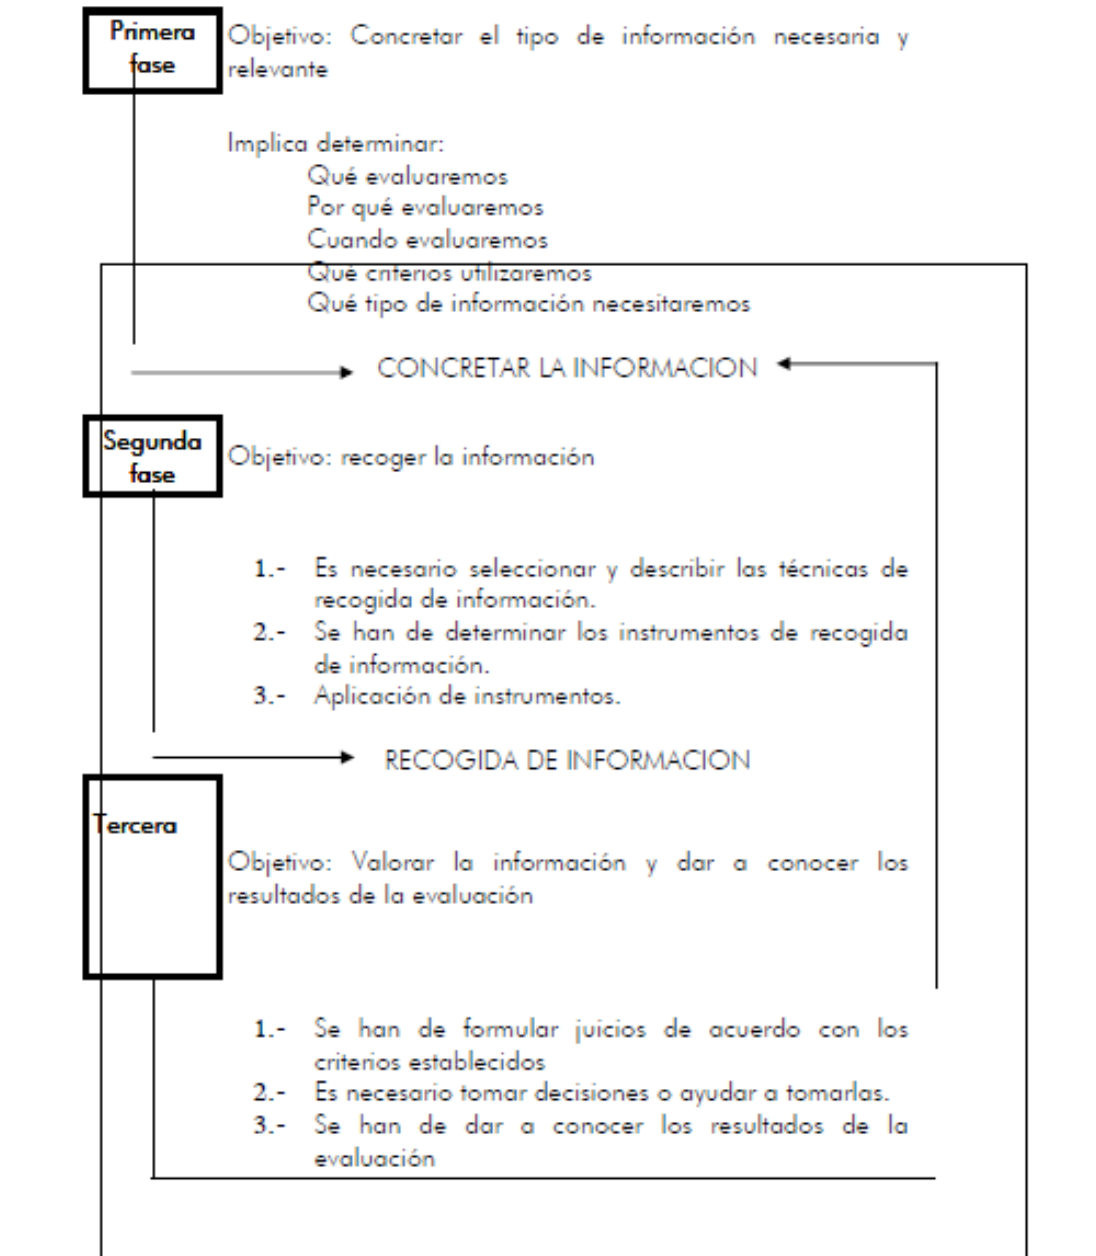 Primera
fase
Objetivo: Concretar el tipo de información necesaria y
relevante
Implica determinar:
Qué evaluaremos
Por qué evaluaremos
Cuando evaluaremos
Qué criterios utilizaremos
Qué tipo de información necesitaremos
CONCRETAR LA INFORMACION
Segunda
fase
Objetivo: recoger la información
1.- Es necesario seleccionar y describir las técnicas de
recogida de información.
2.- Se han de determinar los instrumentos de recogida
de información.
3.- Aplicación de instrumentos.
RECOGIDA DE INFORMACION
Tercera
Objetivo: Valorar la información y dar a conocer los
resultados de la evaluación
1.- Se han de formular juicios de acuerdo con los
criterios establecidos
2.- Es necesario tomar decisiones o ayudar a tomarlas.
3.- Se han de dar a conocer los resultados de la
evaluación